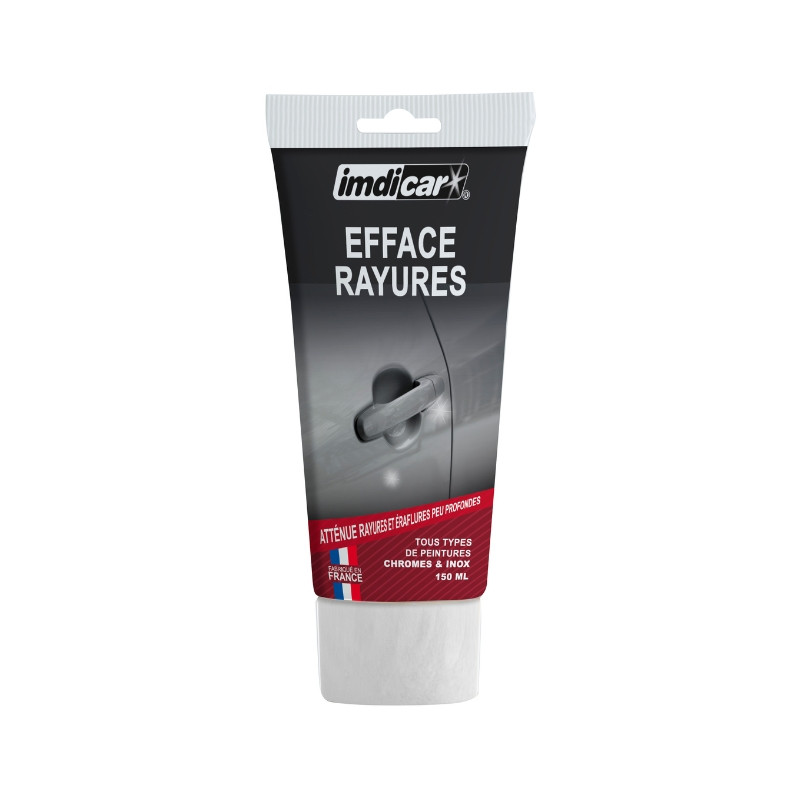 imdicar®
EFFACE
RAYURES
ATTÉNUE RAYURES ET ÉRAFLURES PEU PROFONDES
TOUS TYPES
DE PEINTURES
CHROMES & INOX
150 ML
FABRIQUÉ EN
FRANCE